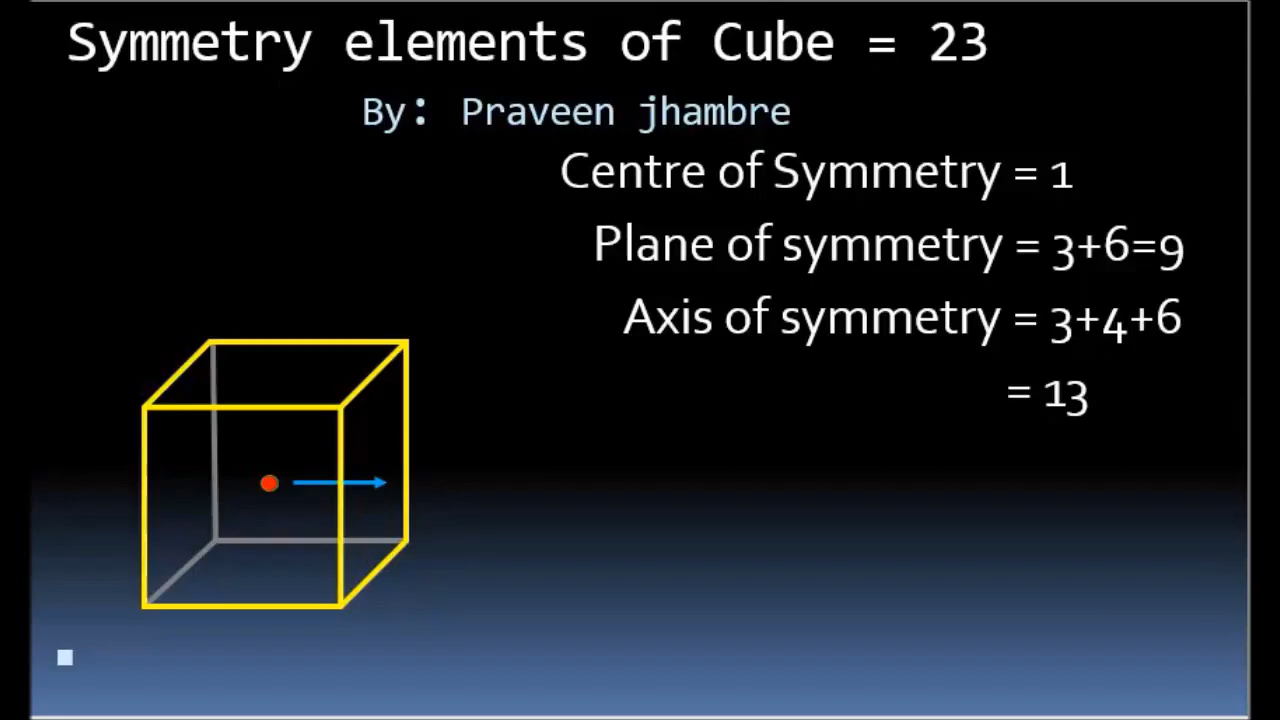 Symmetry elements of Cube = 23
By: Praveen jhambre
Centre of Symmetry = 1
Plane of symmetry = 3+6=9
Axis of symmetry = 3+4+6
= 13